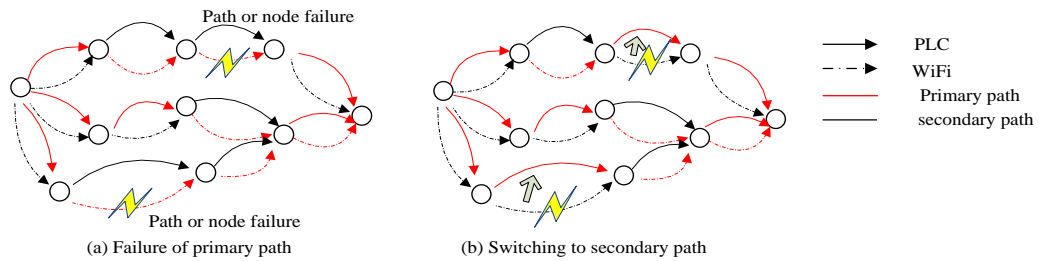 Path or node failure
Path or node failure
(a) Failure of primary path
(b) Switching to secondary path
PLC
WiFi
Primary path
secondary path